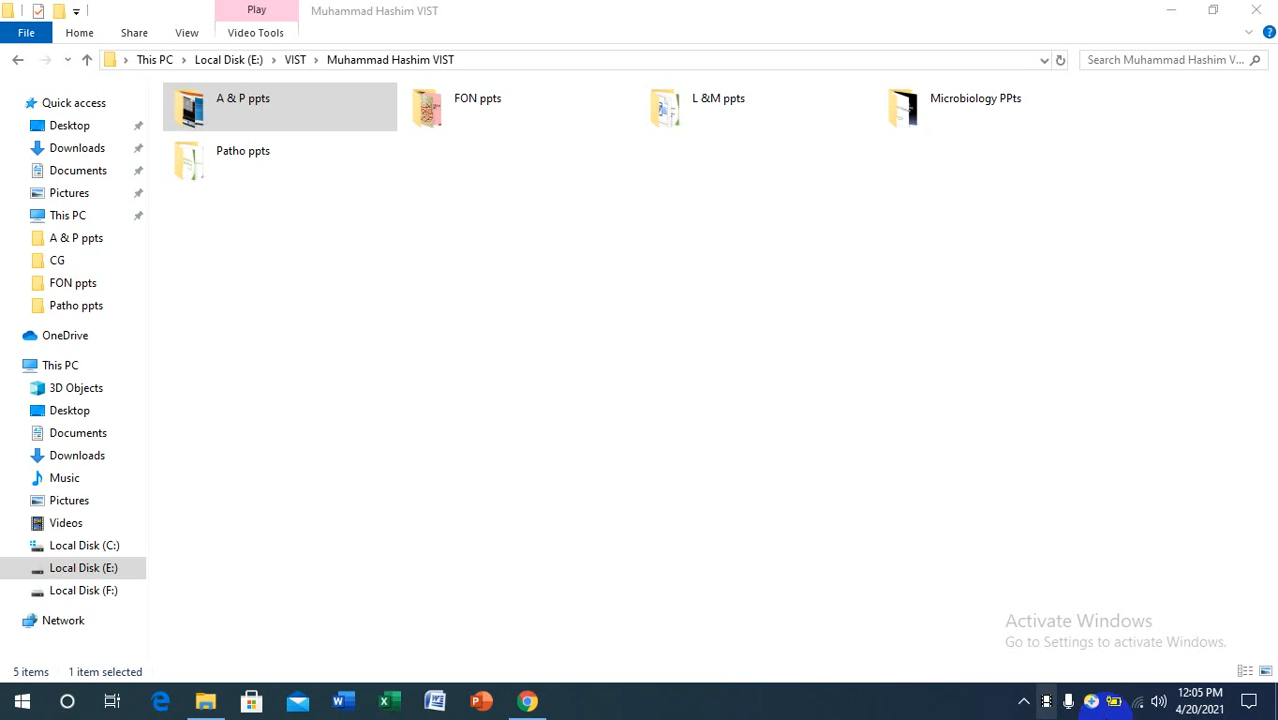 Play
Muhammad Hashim VIST
File
Home
Share
View
Video Tools
This PC
Local Disk (E:)
VIST
Muhammad Hashim VIST
Search Muhammad Hashim V...
Quick access
Desktop
Downloads
Documents
Pictures
This PC
A & P ppts
CG
FON ppts
Patho ppts
OneDrive
This PC
3D Objects
Desktop
Documents
Downloads
Music
Pictures
Videos
Local Disk (C:)
Local Disk (E:)
Local Disk (F:)
Network
A & P ppts
FON ppts
L &M ppts
Microbiology PPts
Patho ppts
Activate Windows
Go to Settings to activate Windows.
5 items
1 item selected
12:05 PM
4/20/2021